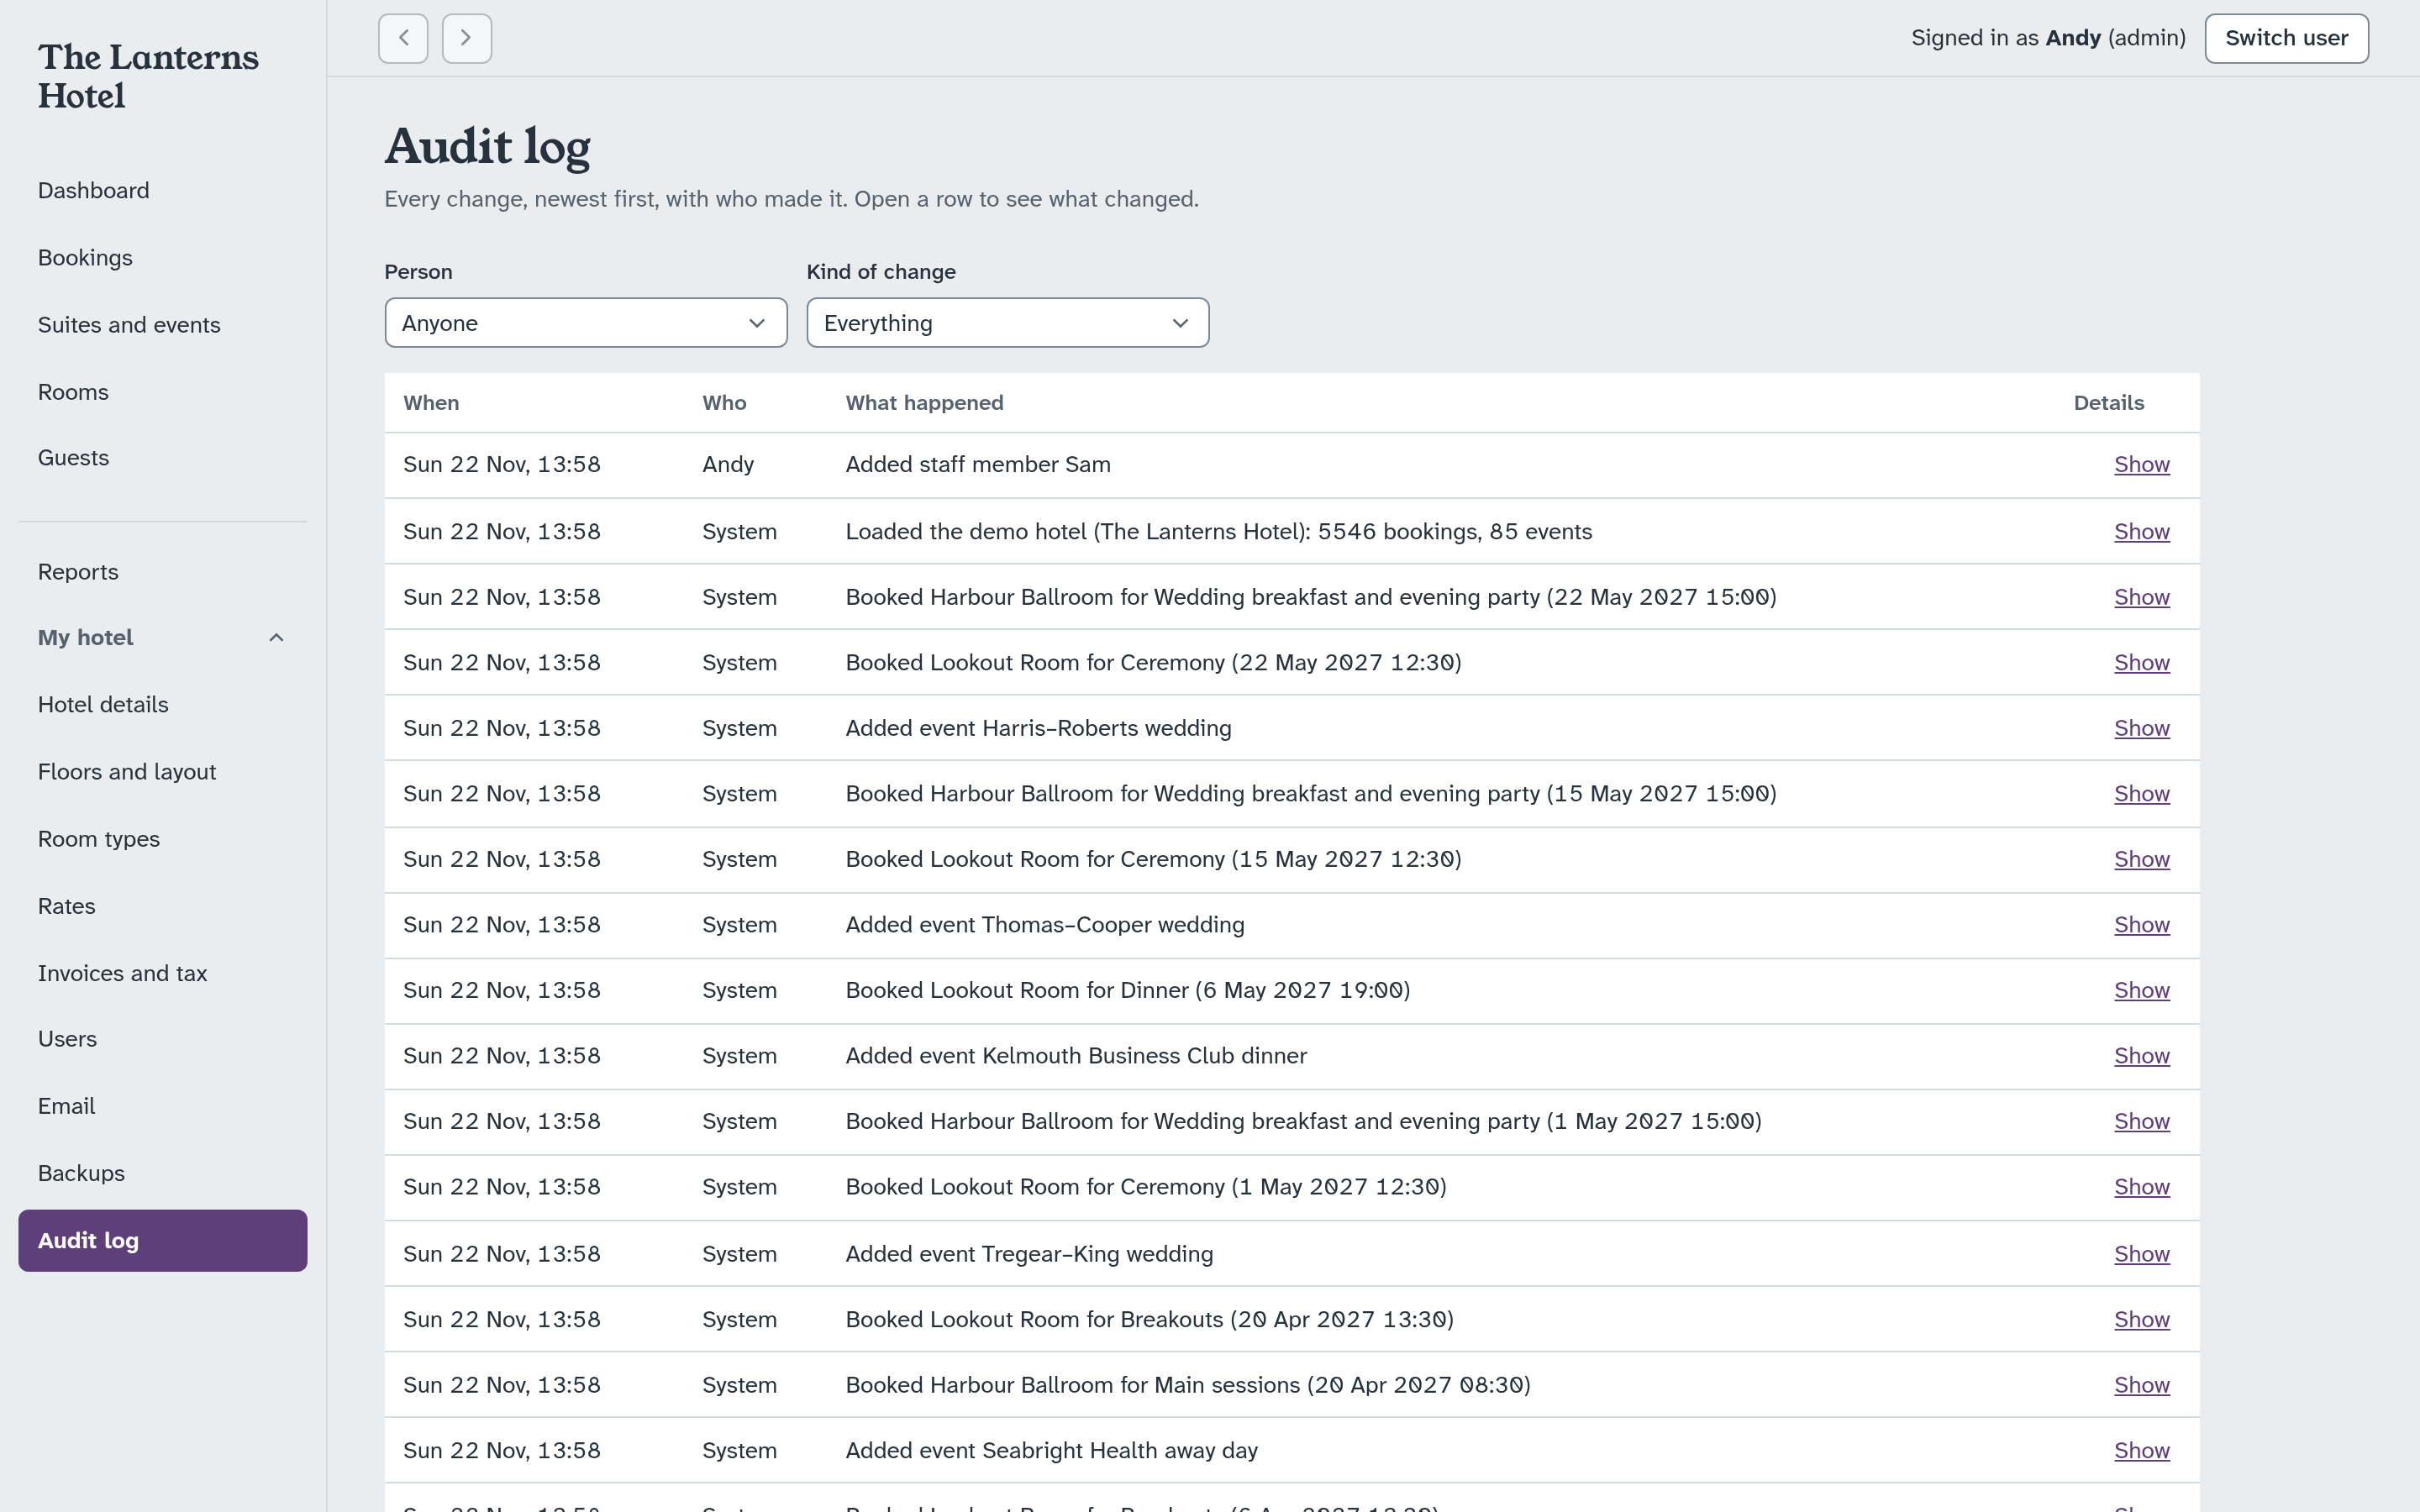 The Lanterns
Hotel
Dashboard
Bookings
Suites and events
Rooms
Guests
Reports
My hotel
Hotel details
Floors and layout
Room types
Rates
Invoices and tax
Users
Email
Backups
Audit log
Signed in as Andy (admin) Switch user
Audit log
Every change, newest first, with who made it. Open a row to see what changed.
Person Kind of change
Anyone Everything
When Who What happened Details
Sun 22 Nov, 13:58 Andy Added staff member Sam Show
Sun 22 Nov, 13:58 System Loaded the demo hotel (The Lanterns Hotel): 5546 bookings, 85 events Show
Sun 22 Nov, 13:58 System Booked Harbour Ballroom for Wedding breakfast and evening party (22 May 2027 15:00) Show
Sun 22 Nov, 13:58 System Booked Lookout Room for Ceremony (22 May 2027 12:30) Show
Sun 22 Nov, 13:58 System Added event Harris–Roberts wedding Show
Sun 22 Nov, 13:58 System Booked Harbour Ballroom for Wedding breakfast and evening party (15 May 2027 15:00) Show
Sun 22 Nov, 13:58 System Booked Lookout Room for Ceremony (15 May 2027 12:30) Show
Sun 22 Nov, 13:58 System Added event Thomas–Cooper wedding Show
Sun 22 Nov, 13:58 System Booked Lookout Room for Dinner (6 May 2027 19:00) Show
Sun 22 Nov, 13:58 System Added event Kelmouth Business Club dinner Show
Sun 22 Nov, 13:58 System Booked Harbour Ballroom for Wedding breakfast and evening party (1 May 2027 15:00) Show
Sun 22 Nov, 13:58 System Booked Lookout Room for Ceremony (1 May 2027 12:30) Show
Sun 22 Nov, 13:58 System Added event Tregear–King wedding Show
Sun 22 Nov, 13:58 System Booked Lookout Room for Breakouts (20 Apr 2027 13:30) Show
Sun 22 Nov, 13:58 System Booked Harbour Ballroom for Main sessions (20 Apr 2027 08:30) Show
Sun 22 Nov, 13:58 System Added event Seabright Health away day Show